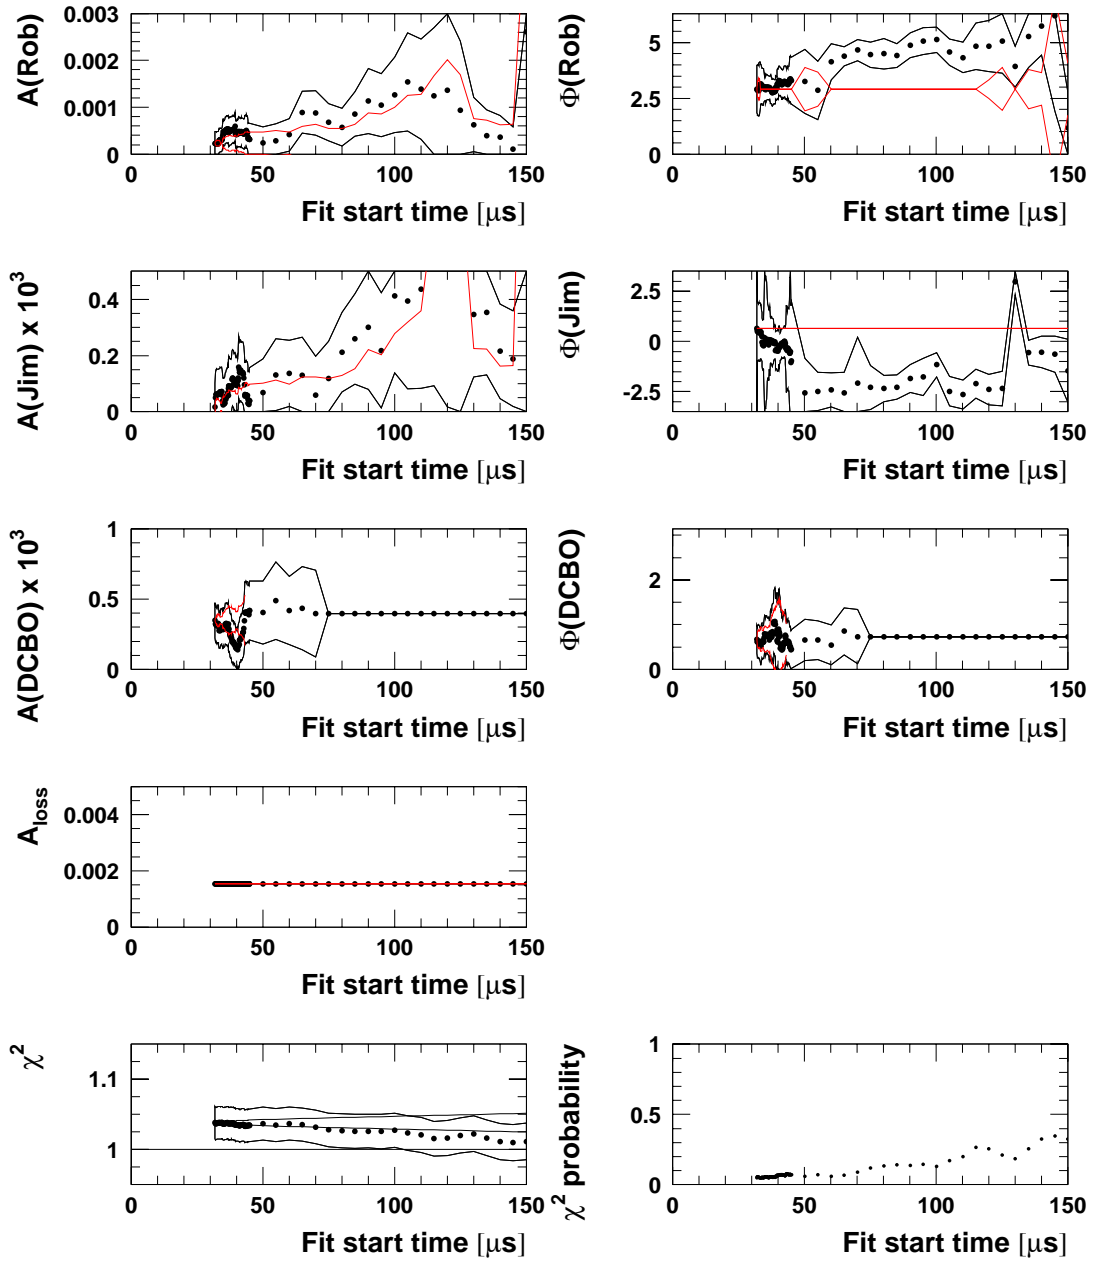 A(Rob)
0.003
0.002
0.001
0
0 50 100 150
Fit start time [μs]
Φ(Rob)
5
2.5
0
0 50 100 150
Fit start time [μs]
A(Jim) x 10³
0.4
0.2
0
0 50 100 150
Fit start time [μs]
Φ(Jim)
2.5
0
-2.5
0 50 100 150
Fit start time [μs]
A(DCBO) x 10³
1
0.5
0
0 50 100 150
Fit start time [μs]
Φ(DCBO)
2
0
0 50 100 150
Fit start time [μs]
A_loss
0.004
0.002
0
0 50 100 150
Fit start time [μs]
χ²
1.1
1
0 50 100 150
Fit start time [μs]
χ² probability
1
0.5
0
0 50 100 150
Fit start time [μs]